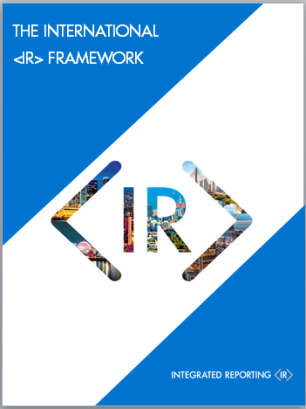 THE INTERNATIONAL
<IR> FRAMEWORK
<IR>
INTEGRATED REPORTING <IR>